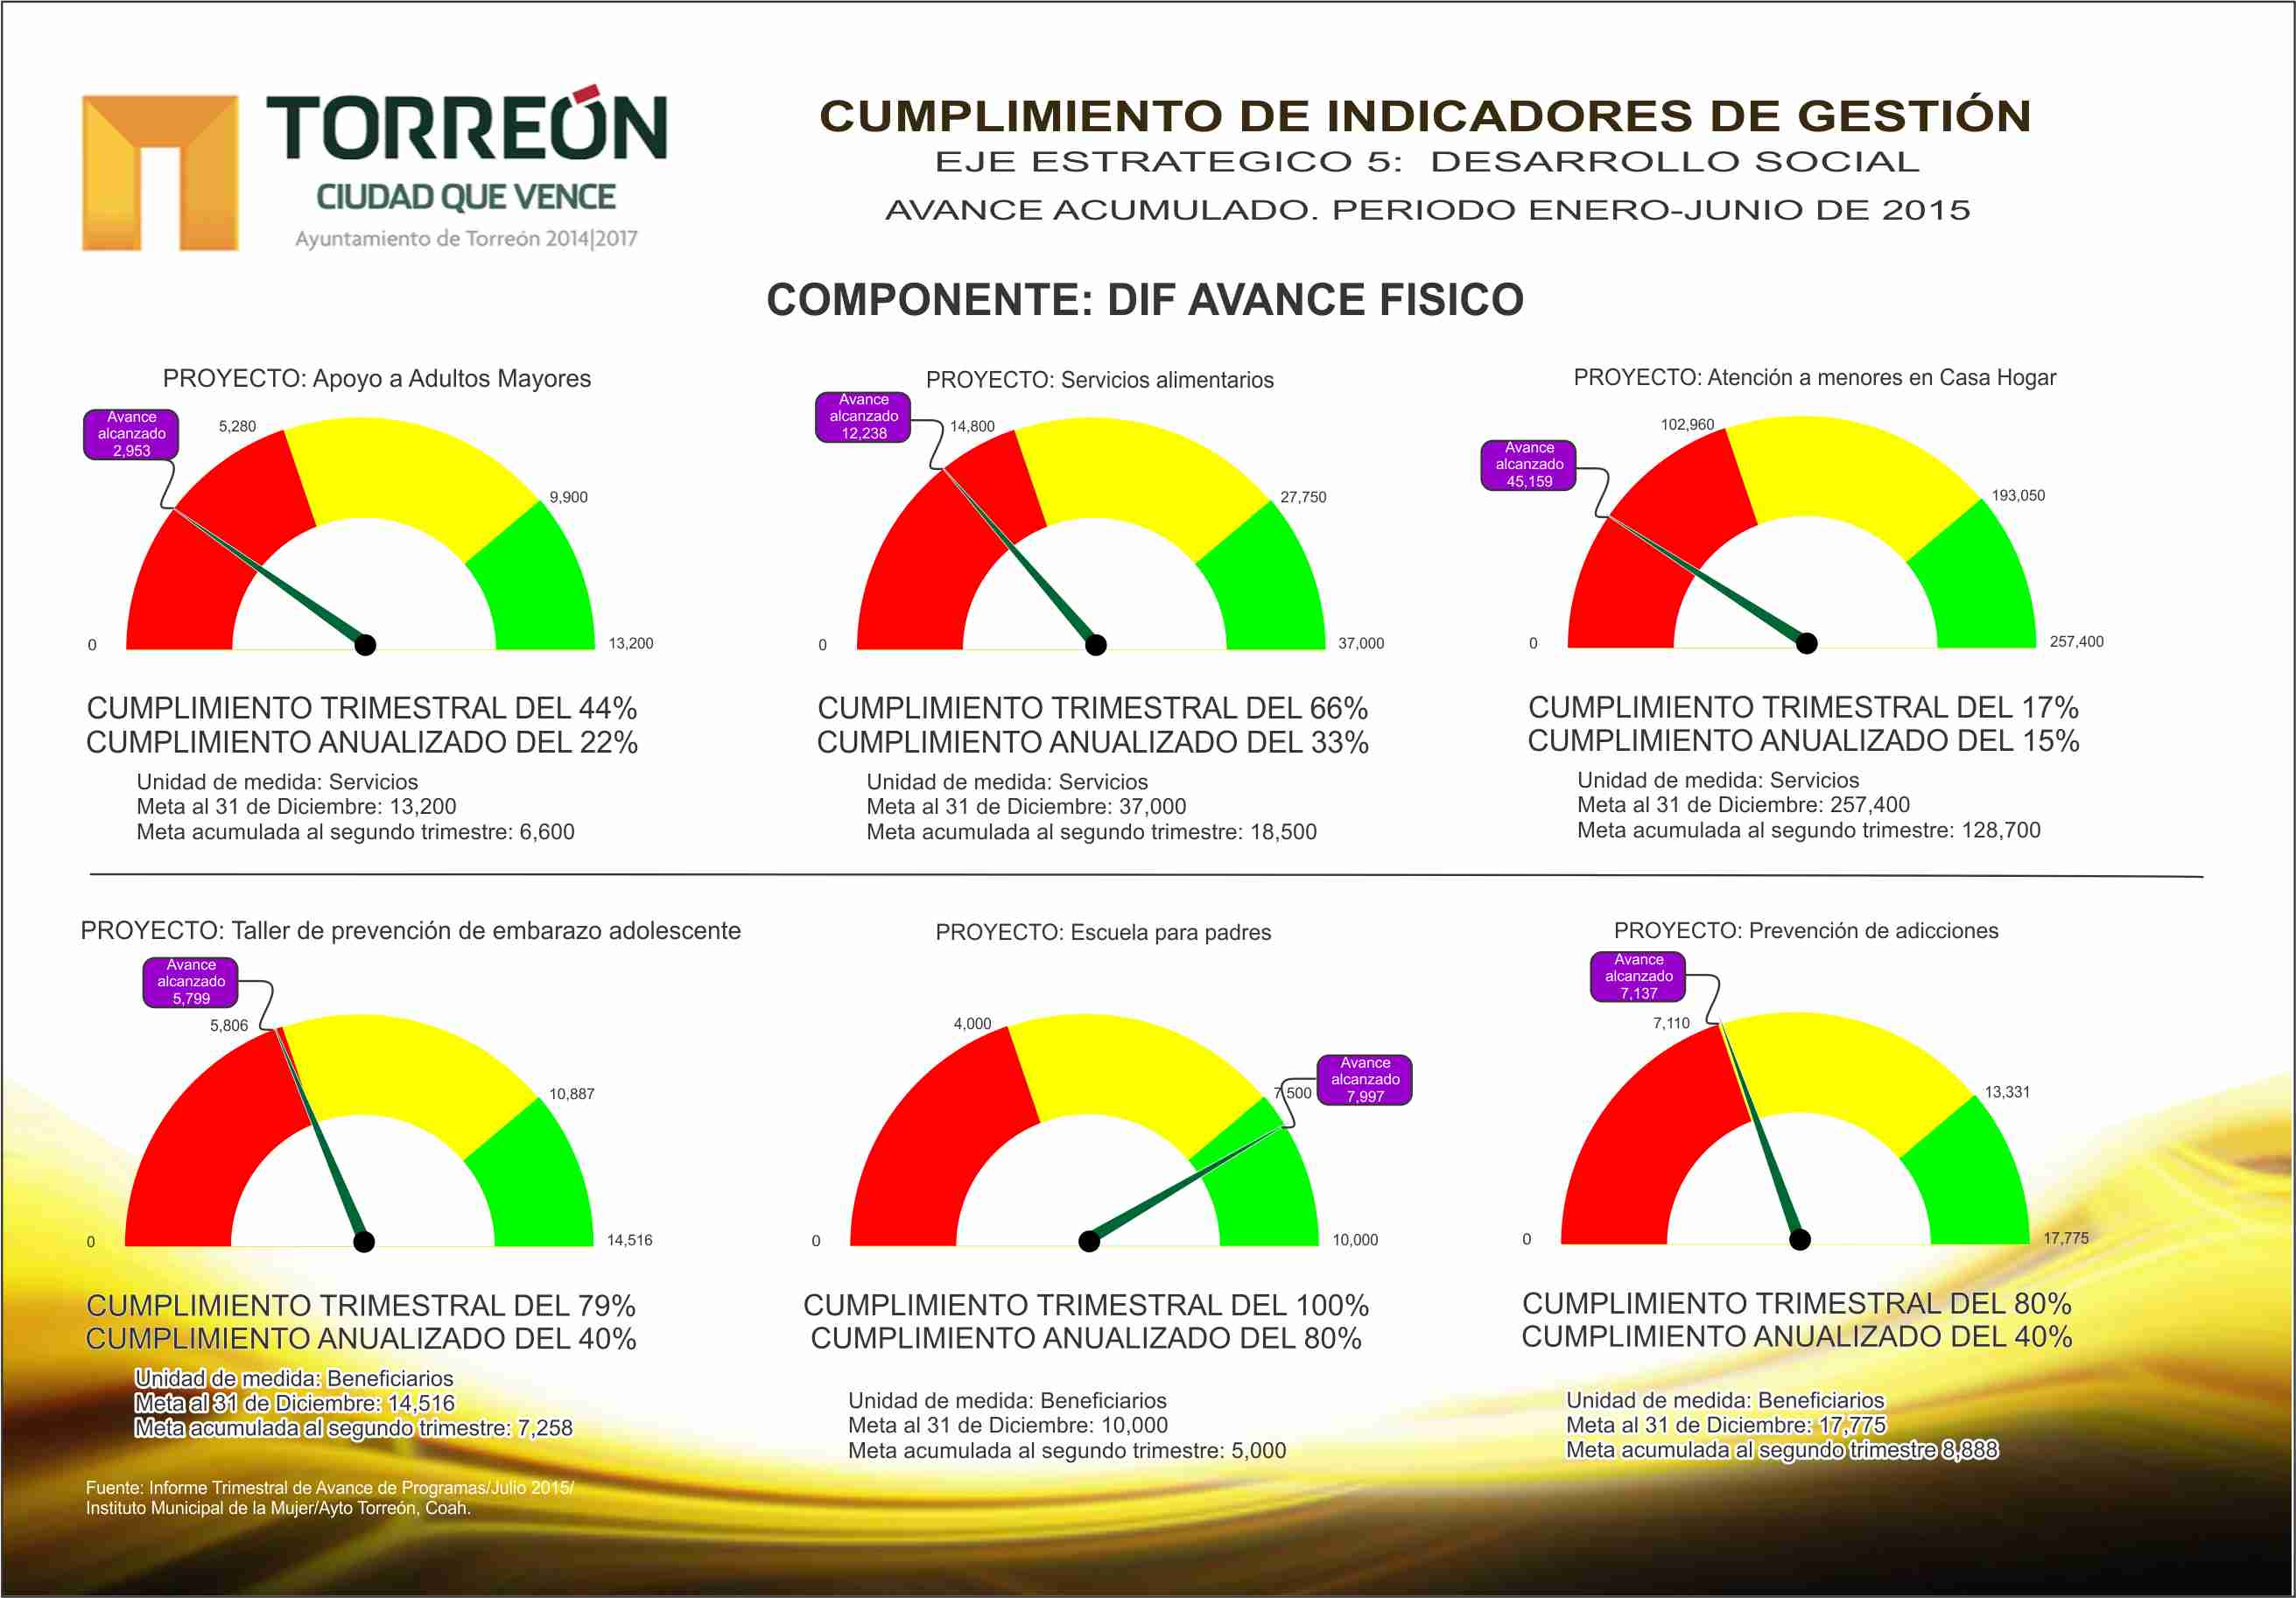 TORREÓN
CIUDAD QUE VENCE
Ayuntamiento de Torreón 2014|2017
CUMPLIMIENTO DE INDICADORES DE GESTIÓN
EJE ESTRATEGICO 5: DESARROLLO SOCIAL
AVANCE ACUMULADO. PERIODO ENERO-JUNIO DE 2015
COMPONENTE: DIF AVANCE FISICO
PROYECTO: Apoyo a Adultos Mayores
Avance
alcanzado
2,953
5,280
9,900
0
13,200
CUMPLIMIENTO TRIMESTRAL DEL 44%
CUMPLIMIENTO ANUALIZADO DEL 22%
Unidad de medida: Servicios
Meta al 31 de Diciembre: 13,200
Meta acumulada al segundo trimestre: 6,600
PROYECTO: Servicios alimentarios
Avance
alcanzado
12,238
14,800
27,750
0
37,000
CUMPLIMIENTO TRIMESTRAL DEL 66%
CUMPLIMIENTO ANUALIZADO DEL 33%
Unidad de medida: Servicios
Meta al 31 de Diciembre: 37,000
Meta acumulada al segundo trimestre: 18,500
PROYECTO: Atención a menores en Casa Hogar
Avance
alcanzado
45,159
102,960
193,050
0
257,400
CUMPLIMIENTO TRIMESTRAL DEL 17%
CUMPLIMIENTO ANUALIZADO DEL 15%
Unidad de medida: Servicios
Meta al 31 de Diciembre: 257,400
Meta acumulada al segundo trimestre: 128,700
PROYECTO: Taller de prevención de embarazo adolescente
Avance
alcanzado
5,799
5,806
10,887
0
14,516
CUMPLIMIENTO TRIMESTRAL DEL 79%
CUMPLIMIENTO ANUALIZADO DEL 40%
Unidad de medida: Beneficiarios
Meta al 31 de Diciembre: 14,516
Meta acumulada al segundo trimestre: 7,258
PROYECTO: Escuela para padres
4,000
7,500
Avance
alcanzado
7,997
0
10,000
CUMPLIMIENTO TRIMESTRAL DEL 100%
CUMPLIMIENTO ANUALIZADO DEL 80%
Unidad de medida: Beneficiarios
Meta al 31 de Diciembre: 10,000
Meta acumulada al segundo trimestre: 5,000
PROYECTO: Prevención de adicciones
Avance
alcanzado
7,137
7,110
13,331
0
17,775
CUMPLIMIENTO TRIMESTRAL DEL 80%
CUMPLIMIENTO ANUALIZADO DEL 40%
Unidad de medida: Beneficiarios
Meta al 31 de Diciembre: 17,775
Meta acumulada al segundo trimestre 8,888
Fuente: Informe Trimestral de Avance de Programas/Julio 2015/
Instituto Municipal de la Mujer/Ayto Torreón, Coah.